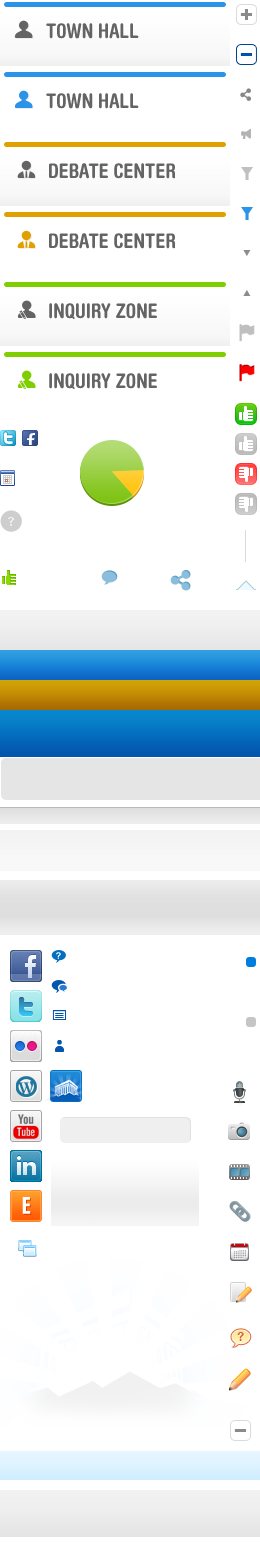 TOWN HALL
TOWN HALL
DEBATE CENTER
DEBATE CENTER
INQUIRY ZONE
INQUIRY ZONE
t f
?
f
?
t
W
You
Tube
in
E
?